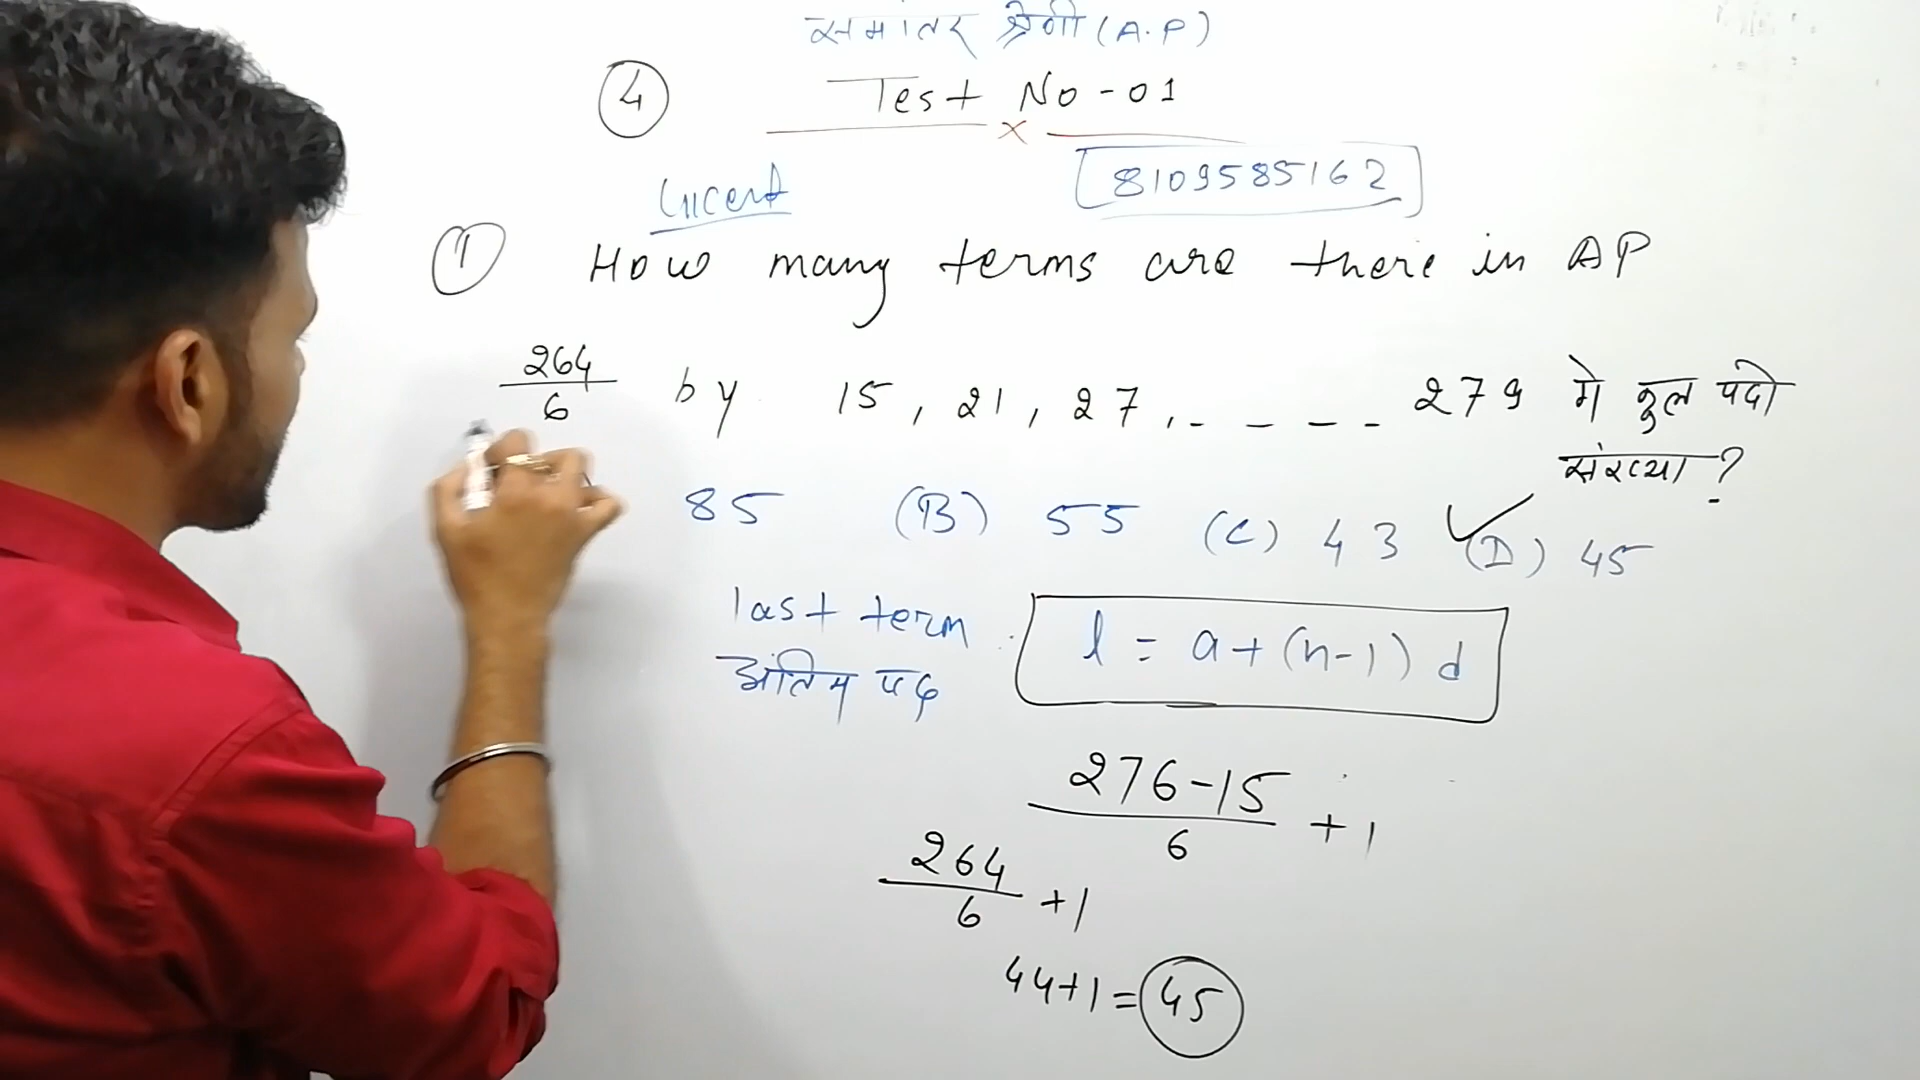 समांतर श्रेणी (A.P)
4
Test No-01
×
8109585162
1 How many terms are there in AP
264
6
by 15, 21, 27, - - - - 279 मे कुल पदो
संख्या ?
85 (B) 55 (C) 43 (D) 45
last term
अंतिम पद
l = a+(n-1) d
276-15
6
+1
264
6
+1
44+1=45